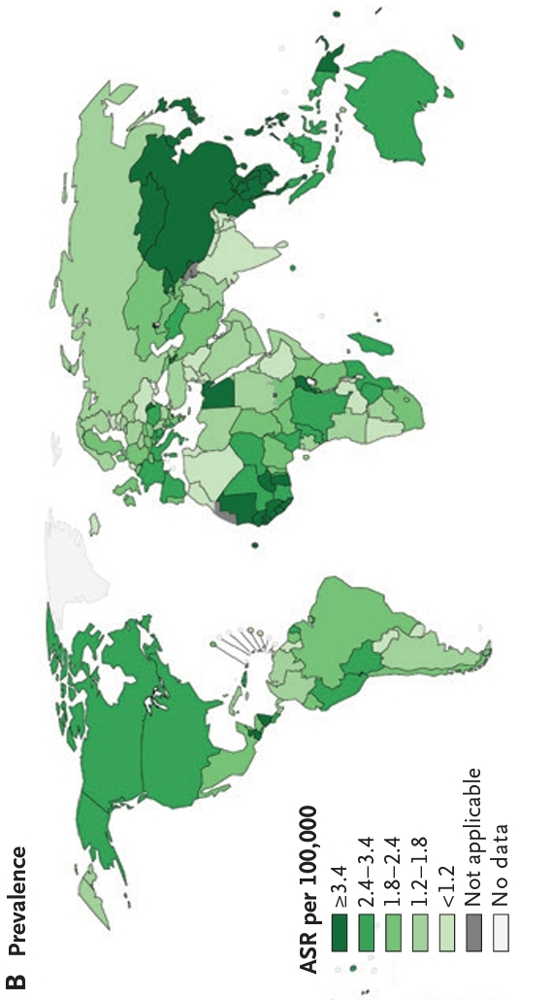 B Prevalence
ASR per 100,000
≥3.4
2.4–3.4
1.8–2.4
1.2–1.8
<1.2
Not applicable
No data